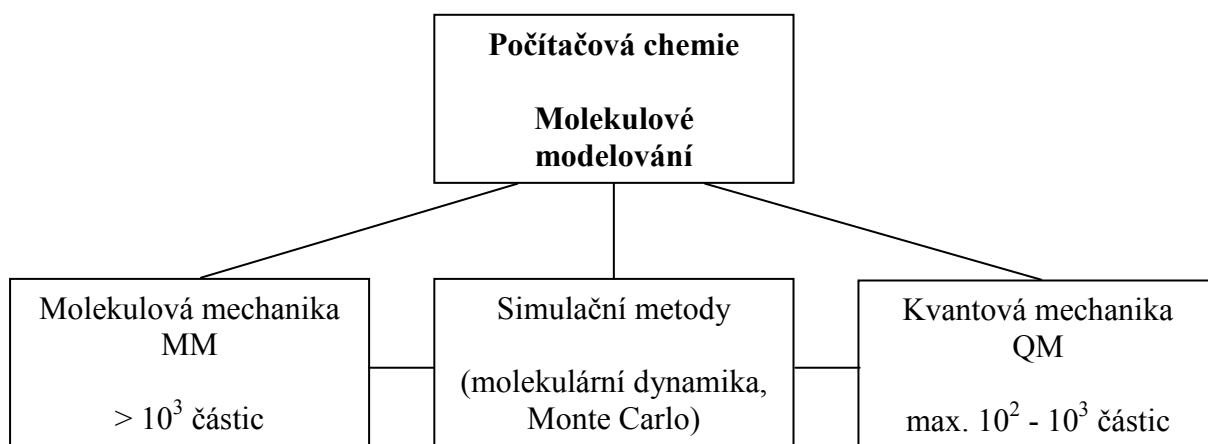 Počítačová chemie
Molekulové
modelování
Molekulová mechanika
MM
> 10³ částic
Simulační metody
(molekulární dynamika,
Monte Carlo)
Kvantová mechanika
QM
max. 10² - 10³ částic